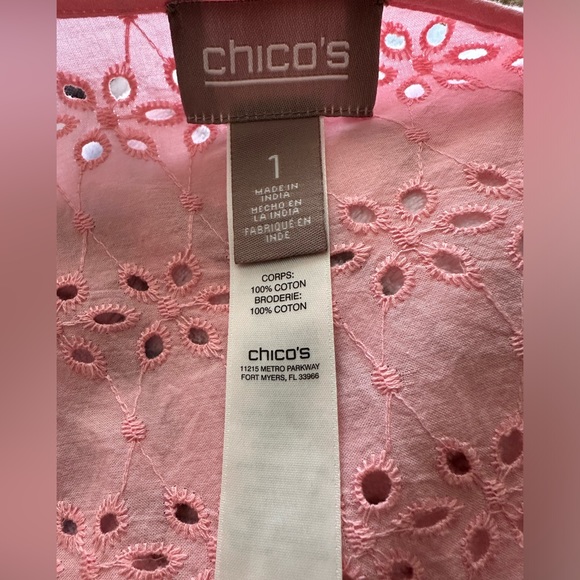 chico's
1
MADE IN
INDIA
HECHO EN
LA INDIA
FABRIQUÉ EN
INDE
CORPS:
100% COTON
BRODERIE:
100% COTON
chico's
11215 METRO PARKWAY
FORT MYERS, FL 33966